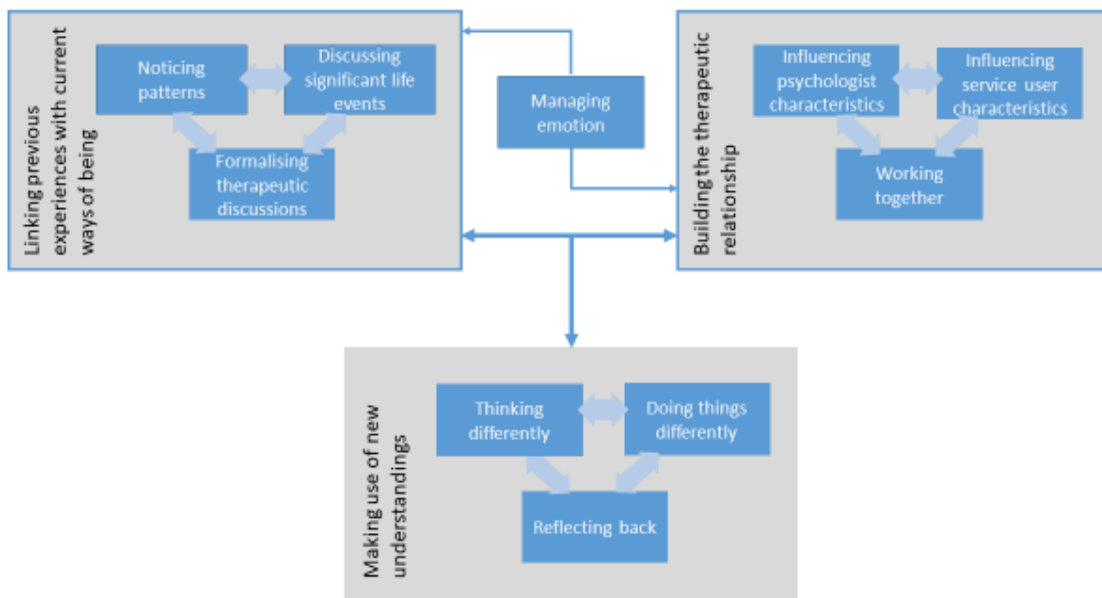 Linking previous
experiences with current
ways of being
Noticing
patterns
Discussing
significant life
events
Formalising
therapeutic
discussions
Managing
emotion
Building the therapeutic
relationship
Influencing
psychologist
characteristics
Influencing
service user
characteristics
Working
together
Making use of new
understandings
Thinking
differently
Doing things
differently
Reflecting back